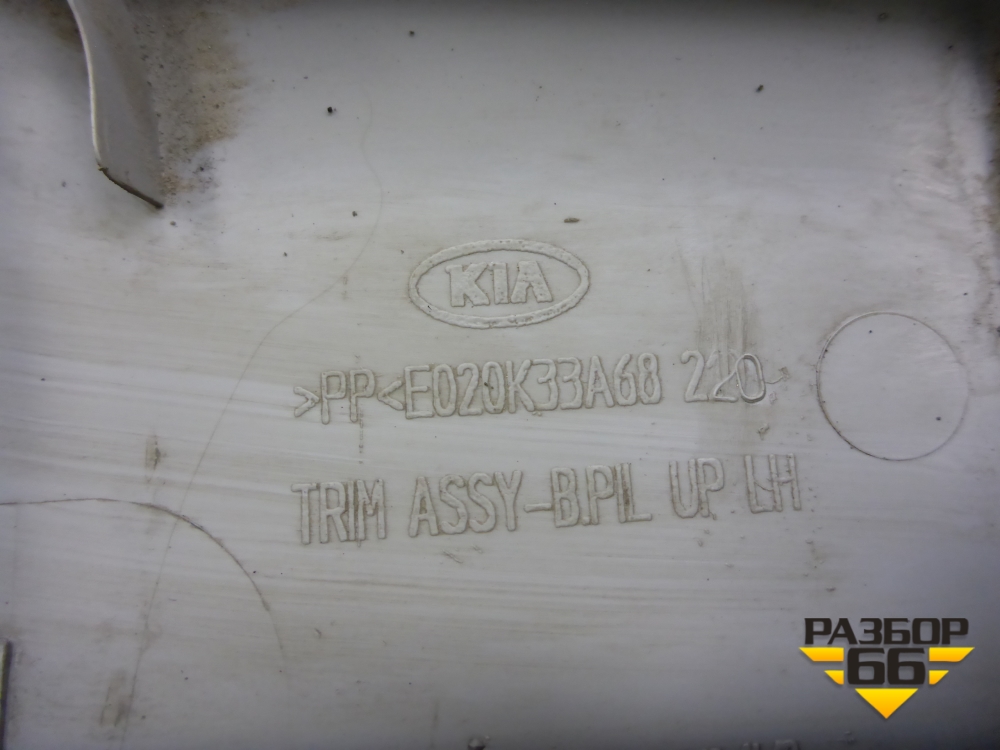 KIA
>PP<E020K33A68 220
TRIM ASSY-B.PIL UP LH
РАЗБОР
66